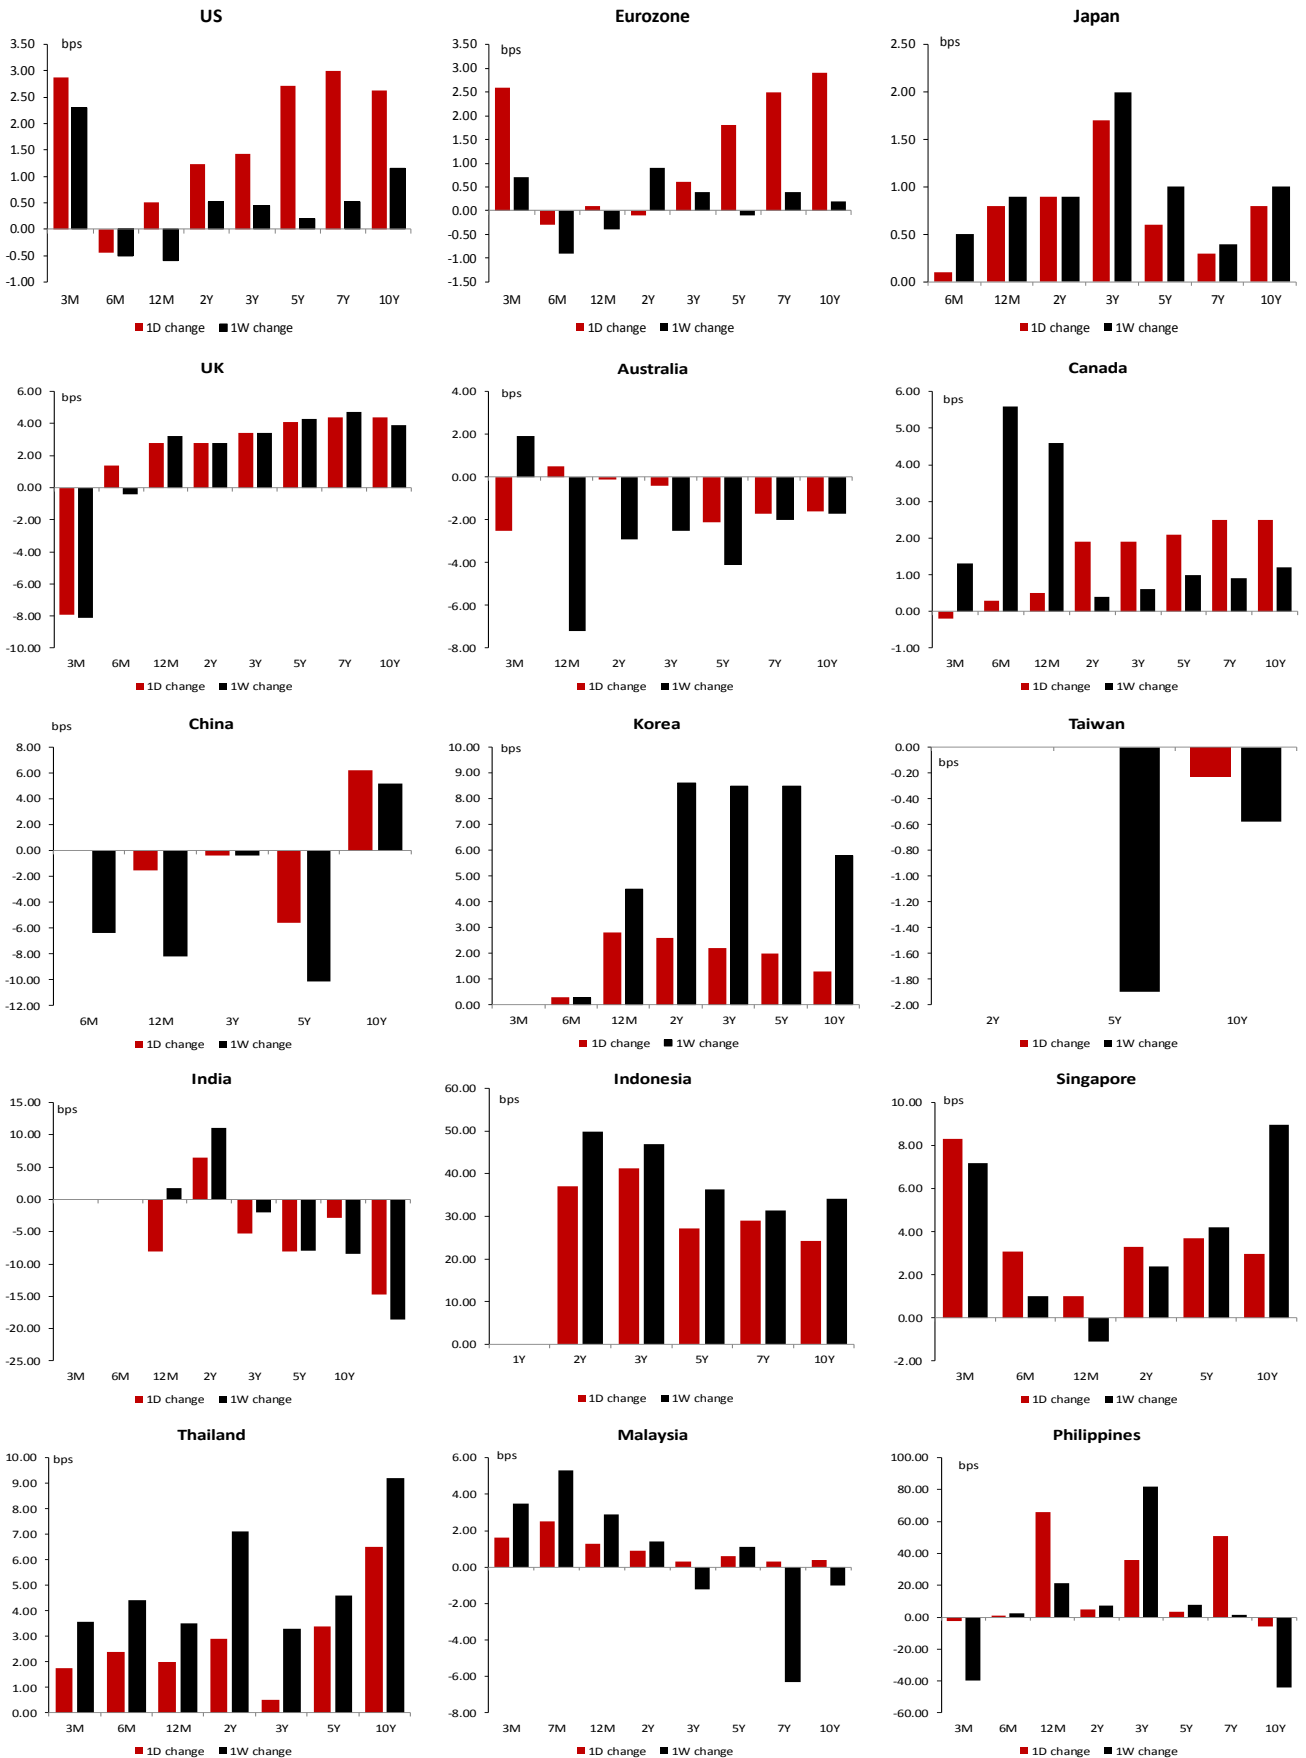 US
bps
3.50
3.00
2.50
2.00
1.50
1.00
0.50
0.00
-0.50
-1.00
3M 6M 12M 2Y 3Y 5Y 7Y 10Y
1D change 1W change
Eurozone
bps
3.50
3.00
2.50
2.00
1.50
1.00
0.50
0.00
-0.50
-1.00
-1.50
3M 6M 12M 2Y 3Y 5Y 7Y 10Y
1D change 1W change
Japan
bps
2.50
2.00
1.50
1.00
0.50
0.00
6M 12M 2Y 3Y 5Y 7Y 10Y
1D change 1W change
UK
bps
6.00
4.00
2.00
0.00
-2.00
-4.00
-6.00
-8.00
-10.00
3M 6M 12M 2Y 3Y 5Y 7Y 10Y
1D change 1W change
Australia
bps
4.00
2.00
0.00
-2.00
-4.00
-6.00
-8.00
3M 12M 2Y 3Y 5Y 7Y 10Y
1D change 1W change
Canada
bps
6.00
5.00
4.00
3.00
2.00
1.00
0.00
-1.00
3M 6M 12M 2Y 3Y 5Y 7Y 10Y
1D change 1W change
China
bps
8.00
6.00
4.00
2.00
0.00
-2.00
-4.00
-6.00
-8.00
-10.00
-12.00
6M 12M 3Y 5Y 10Y
1D change 1W change
Korea
bps
10.00
9.00
8.00
7.00
6.00
5.00
4.00
3.00
2.00
1.00
0.00
3M 6M 12M 2Y 3Y 5Y 10Y
1D change 1W change
Taiwan
0.00
bps
-0.20
-0.40
-0.60
-0.80
-1.00
-1.20
-1.40
-1.60
-1.80
-2.00
2Y 5Y 10Y
1D change 1W change
India
15.00
bps
10.00
5.00
0.00
-5.00
-10.00
-15.00
-20.00
-25.00
3M 6M 12M 2Y 3Y 5Y 10Y
1D change 1W change
Indonesia
60.00
bps
50.00
40.00
30.00
20.00
10.00
0.00
1Y 2Y 3Y 5Y 7Y 10Y
1D change 1W change
Singapore
bps
10.00
8.00
6.00
4.00
2.00
0.00
-2.00
3M 6M 12M 2Y 5Y 10Y
1D change 1W change
Thailand
bps
10.00
9.00
8.00
7.00
6.00
5.00
4.00
3.00
2.00
1.00
0.00
3M 6M 12M 2Y 3Y 5Y 10Y
1D change 1W change
Malaysia
bps
6.00
4.00
2.00
0.00
-2.00
-4.00
-6.00
-8.00
3M 7M 12M 2Y 3Y 5Y 7Y 10Y
1D change 1W change
Philippines
100.00
bps
80.00
60.00
40.00
20.00
0.00
-20.00
-40.00
-60.00
3M 6M 12M 2Y 3Y 5Y 7Y 10Y
1D change 1W change